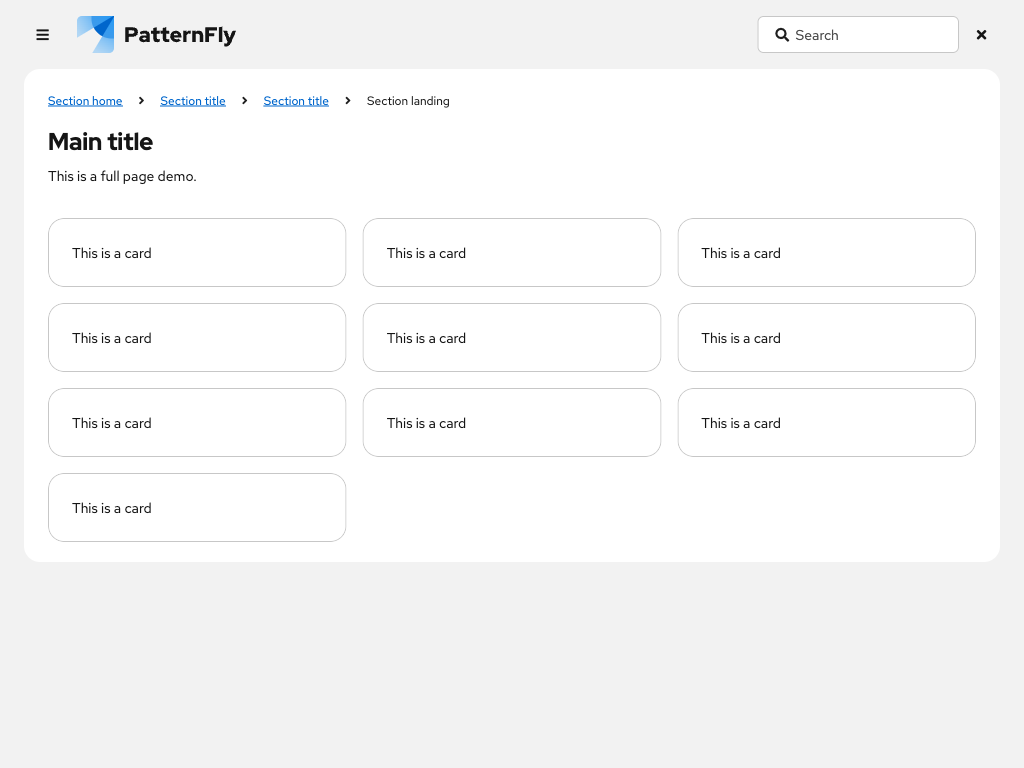 PatternFly
Search
Section home Section title Section title Section landing
Main title
This is a full page demo.
This is a card This is a card This is a card
This is a card This is a card This is a card
This is a card This is a card This is a card
This is a card